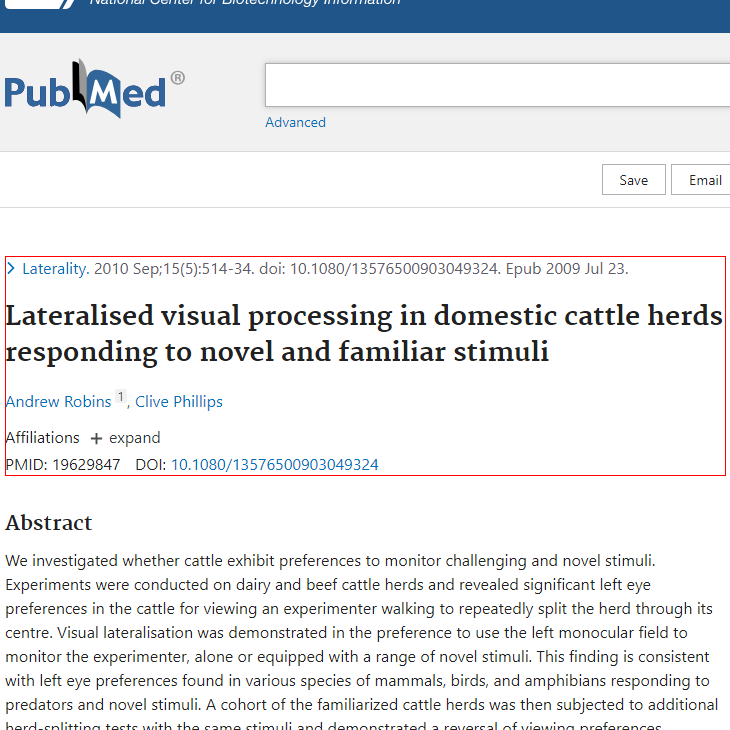 National Center for Biotechnology Information
PubMed®
Advanced
Save
Email
Laterality. 2010 Sep;15(5):514-34. doi: 10.1080/13576500903049324. Epub 2009 Jul 23.
Lateralised visual processing in domestic cattle herds
responding to novel and familiar stimuli
Andrew Robins 1, Clive Phillips
Affiliations + expand
PMID: 19629847 DOI: 10.1080/13576500903049324
Abstract
We investigated whether cattle exhibit preferences to monitor challenging and novel stimuli.
Experiments were conducted on dairy and beef cattle herds and revealed significant left eye
preferences in the cattle for viewing an experimenter walking to repeatedly split the herd through its
centre. Visual lateralisation was demonstrated in the preference to use the left monocular field to
monitor the experimenter, alone or equipped with a range of novel stimuli. This finding is consistent
with left eye preferences found in various species of mammals, birds, and amphibians responding to
predators and novel stimuli. A cohort of the familiarized cattle herds was then subjected to additional
herd-splitting tests with the same stimuli and demonstrated a reversal of viewing preferences